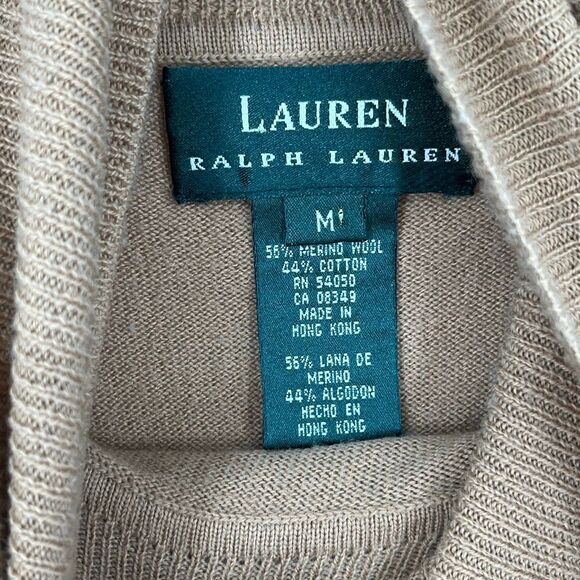 LAUREN
RALPH LAUREN
M
56% MERINO WOOL
44% COTTON
RN 54050
CA 08349
MADE IN
HONG KONG
56% LANA DE
MERINO
44% ALGODON
HECHO EN
HONG KONG